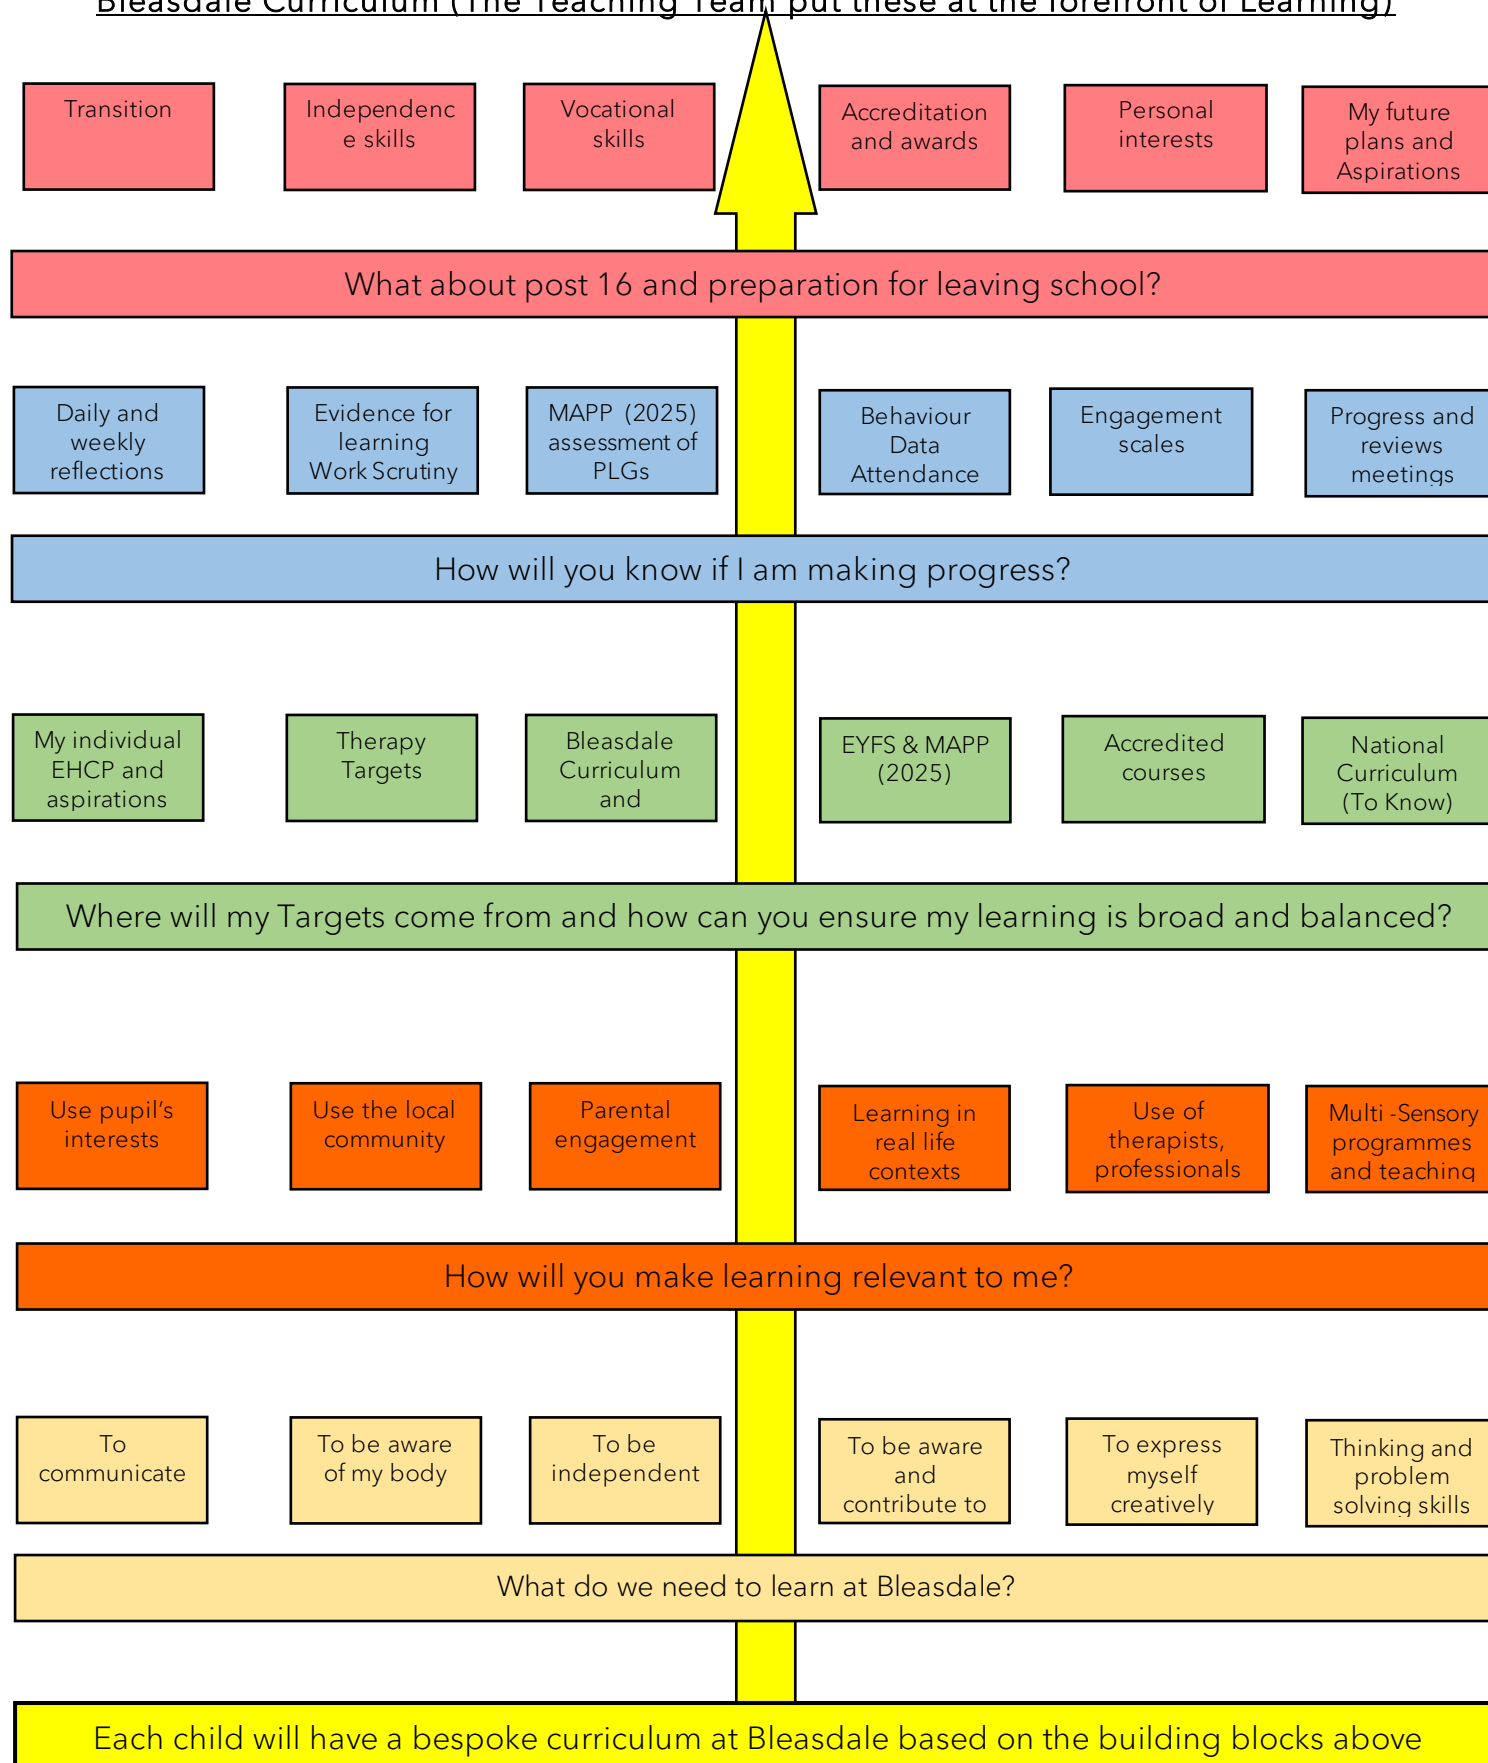 Bleasdale Curriculum (The Teaching Team put these at the forefront of Learning)
Transition
Independenc
e skills
Vocational
skills
Accreditation
and awards
Personal
interests
My future
plans and
Aspirations
What about post 16 and preparation for leaving school?
Daily and
weekly
reflections
Evidence for
learning
Work Scrutiny
MAPP (2025)
assessment of
PLGs
Behaviour
Data
Attendance
Engagement
scales
Progress and
reviews
meetings
How will you know if I am making progress?
My individual
EHCP and
aspirations
Therapy
Targets
Bleasdale
Curriculum
and
EYFS & MAPP
(2025)
Accredited
courses
National
Curriculum
(To Know)
Where will my Targets come from and how can you ensure my learning is broad and balanced?
Use pupil’s
interests
Use the local
community
Parental
engagement
Learning in
real life
contexts
Use of
therapists,
professionals
Multi -Sensory
programmes
and teaching
How will you make learning relevant to me?
To
communicate
To be aware
of my body
To be
independent
To be aware
and
contribute to
To express
myself
creatively
Thinking and
problem
solving skills
What do we need to learn at Bleasdale?
Each child will have a bespoke curriculum at Bleasdale based on the building blocks above